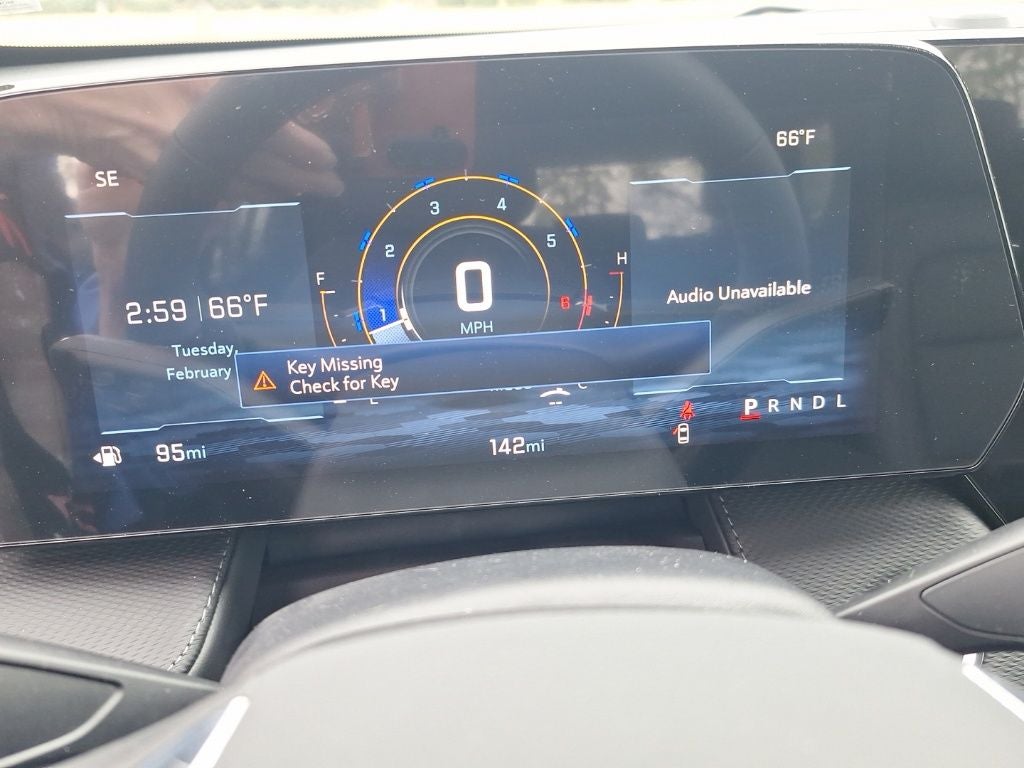 66°F
SE
3 4
2 5
F H
2:59 66°F
1 0 6
Audio Unavailable
MPH
Tuesday,
February
Key Missing
Check for Key
E C
P R N D L
95mi
142mi